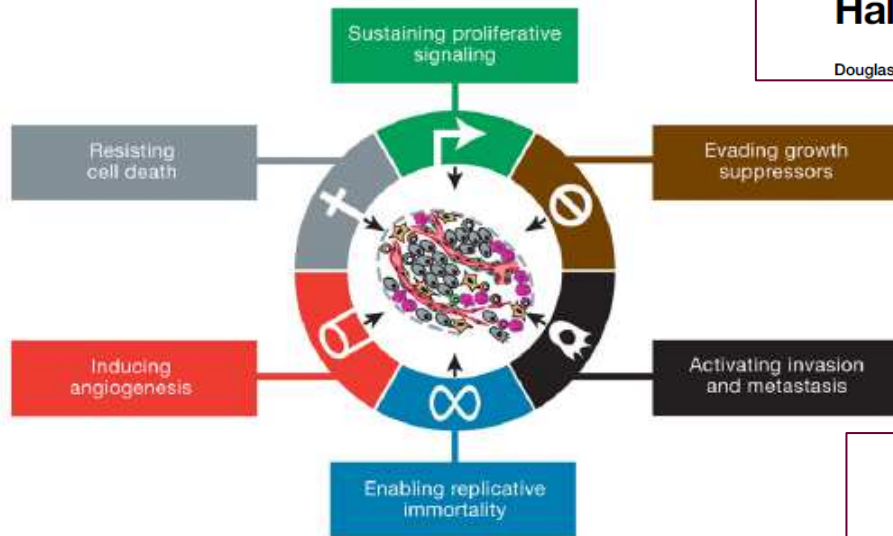 Sustaining proliferative
signaling
Douglas
Resisting
cell death
Evading growth
suppressors
Inducing
angiogenesis
Activating invasion
and metastasis
Enabling replicative
immortality